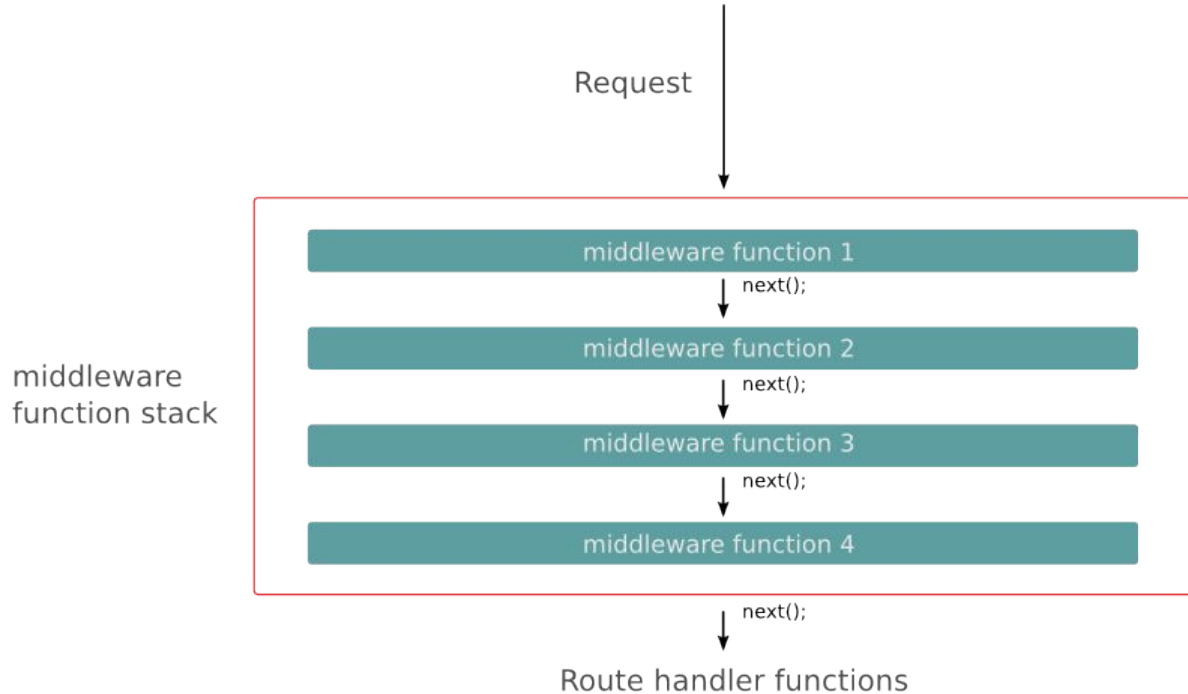 Request
middleware function 1
next();
middleware function 2
next();
middleware
function stack
middleware function 3
next();
middleware function 4
next();
Route handler functions